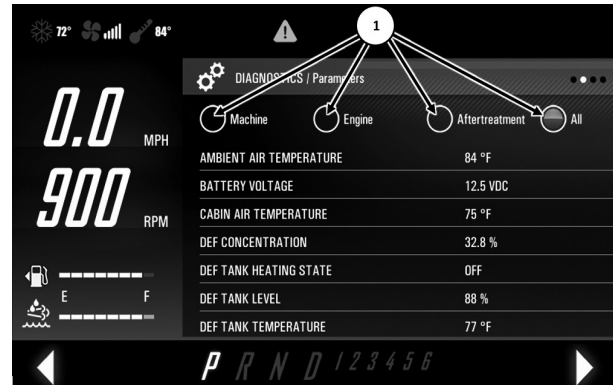 72° 84°
1
DIAGNOSTICS / Parameters
Machine Engine Aftertreatment All
0.0 MPH
900 RPM
E F
AMBIENT AIR TEMPERATURE 84 °F
BATTERY VOLTAGE 12.5 VDC
CABIN AIR TEMPERATURE 75 °F
DEF CONCENTRATION 32.8 %
DEF TANK HEATING STATE OFF
DEF TANK LEVEL 88 %
DEF TANK TEMPERATURE 77 °F
P R N D 1 2 3 4 5 6